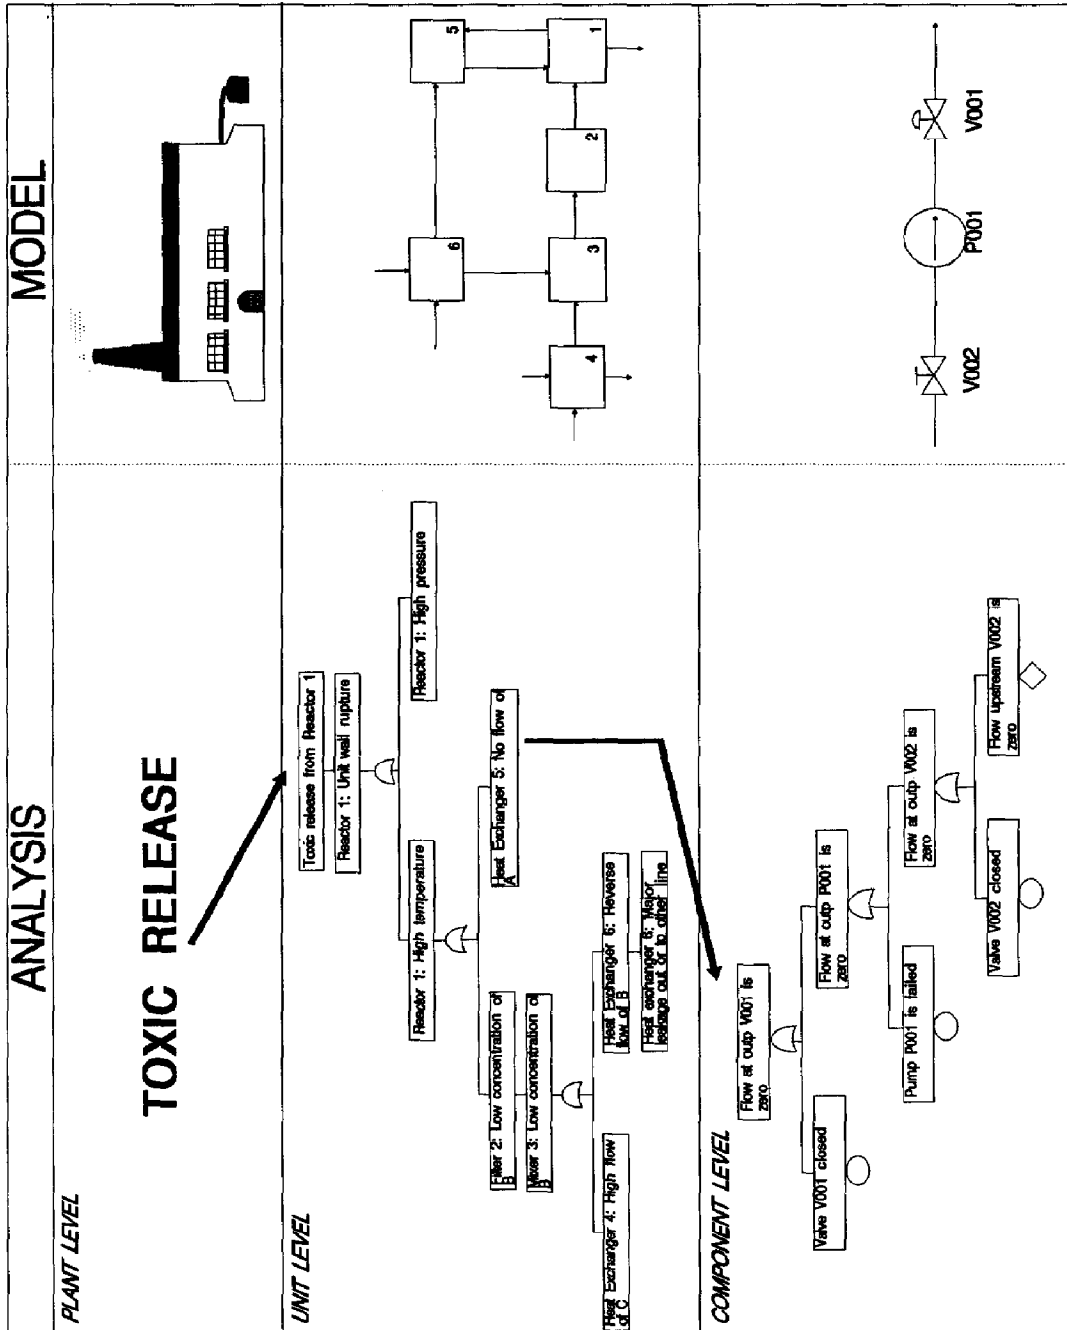 ANALYSIS
MODEL
PLANT LEVEL
TOXIC RELEASE
UNIT LEVEL
Toxic release from Reactor 1
Reactor 1: Unit wall rupture
Reactor 1: High temperature
Reactor 1: High pressure
Filter 2: Low concentration of
B
Mixer 3: Low concentration of
B
Heat Exchanger 5: No flow of
A
Heat Exchanger 4: High flow
of C
Heat Exchanger 6: Reverse
flow of B
Heat exchanger 6: Major
leakage out or to other line
6
5
4
3
2
1
COMPONENT LEVEL
Flow at outp V001 is
zero
Valve V001 closed
Flow at outp P001 is
zero
Pump P001 is failed
Flow at outp V002 is
zero
Valve V002 closed
Flow upstream V002 is
zero
V002
P001
V001